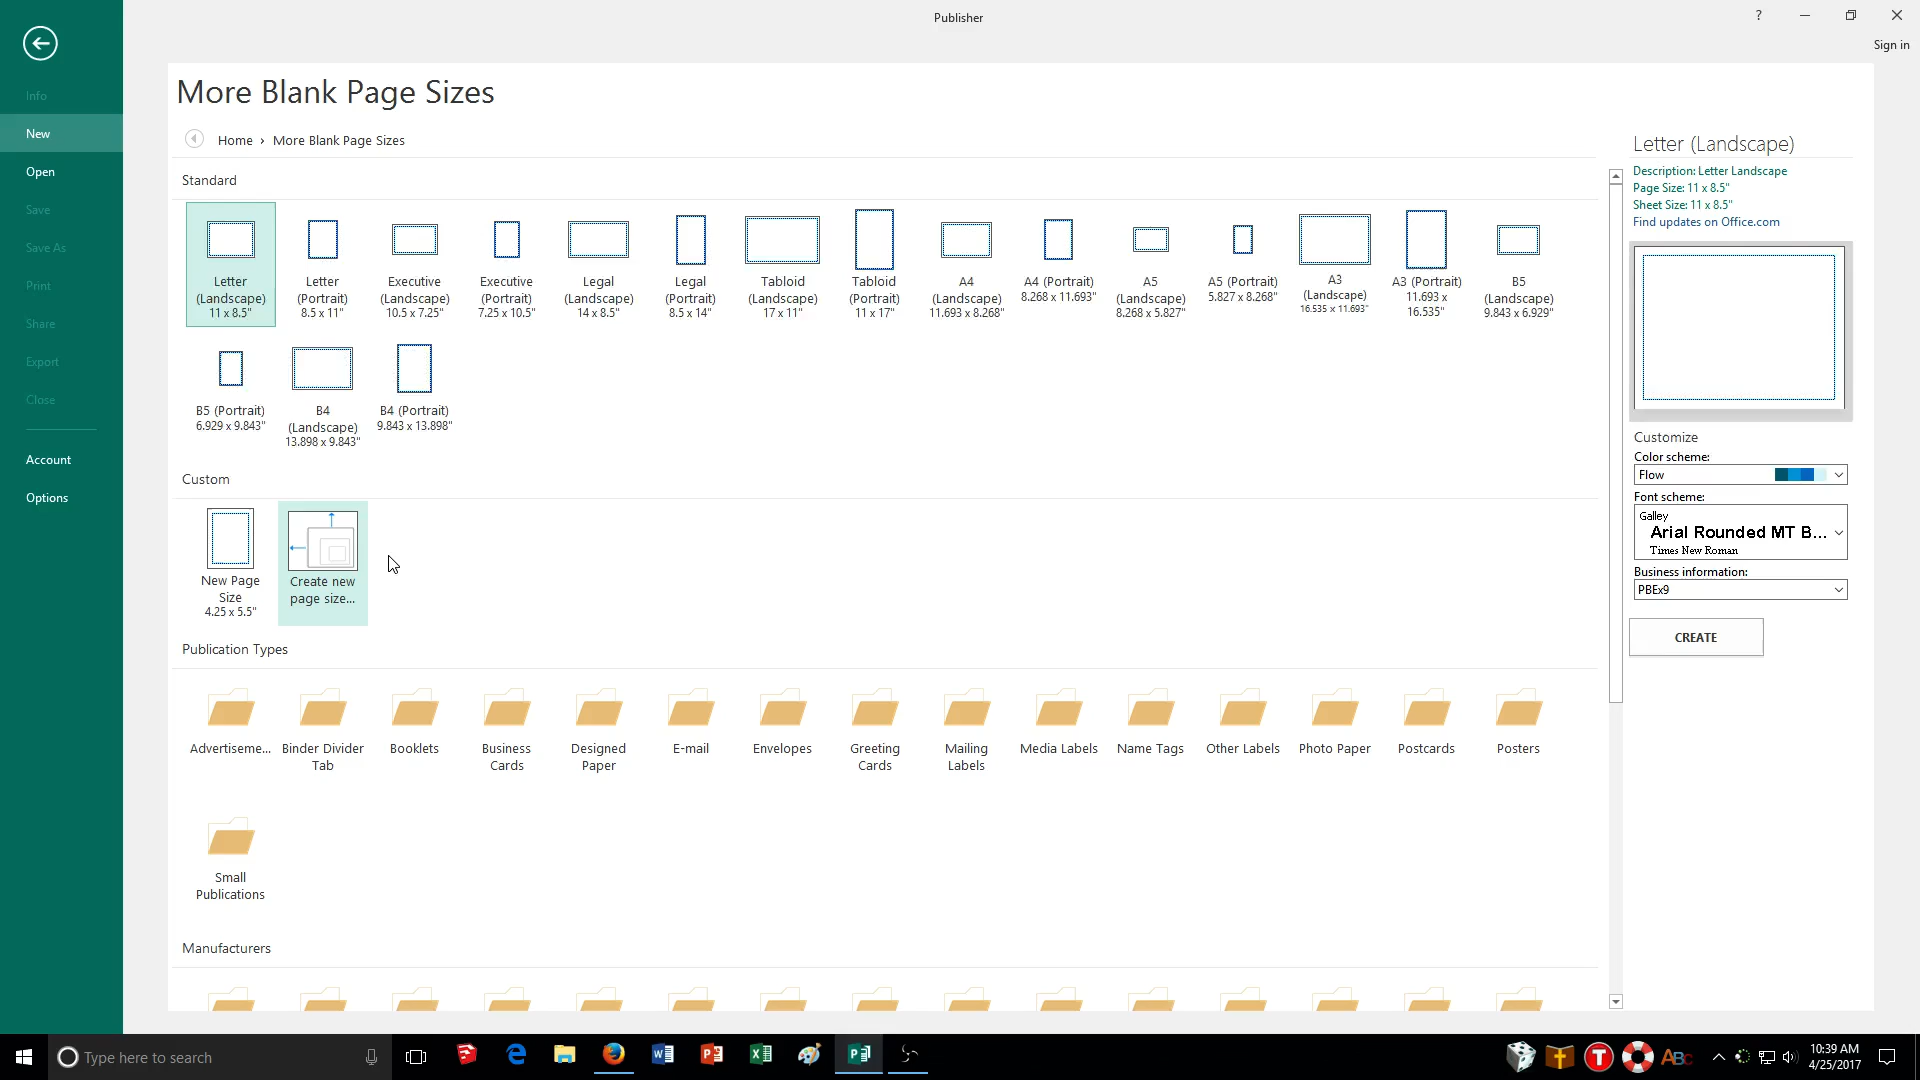 Publisher
?
Sign in
Info
New
Open
Save
Save As
Print
Share
Export
Close
Account
Options
More Blank Page Sizes
Home › More Blank Page Sizes
Standard
Letter
(Landscape)
11 x 8.5"
Letter
(Portrait)
8.5 x 11"
Executive
(Landscape)
10.5 x 7.25"
Executive
(Portrait)
7.25 x 10.5"
Legal
(Landscape)
14 x 8.5"
Legal
(Portrait)
8.5 x 14"
Tabloid
(Landscape)
17 x 11"
Tabloid
(Portrait)
11 x 17"
A4
(Landscape)
11.693 x 8.268"
A4 (Portrait)
8.268 x 11.693"
A5
(Landscape)
8.268 x 5.827"
A5 (Portrait)
5.827 x 8.268"
A3
(Landscape)
16.535 x 11.693"
A3 (Portrait)
11.693 x
16.535"
B5
(Landscape)
9.843 x 6.929"
B5 (Portrait)
6.929 x 9.843"
B4
(Landscape)
13.898 x 9.843"
B4 (Portrait)
9.843 x 13.898"
Custom
New Page
Size
4.25 x 5.5"
Create new
page size...
Publication Types
Advertiseme...
Binder Divider
Tab
Booklets
Business
Cards
Designed
Paper
E-mail
Envelopes
Greeting
Cards
Mailing
Labels
Media Labels
Name Tags
Other Labels
Photo Paper
Postcards
Posters
Small
Publications
Manufacturers
Letter (Landscape)
Description: Letter Landscape
Page Size: 11 x 8.5"
Sheet Size: 11 x 8.5"
Find updates on Office.com
Customize
Color scheme:
Flow
Font scheme:
Galley
Arial Rounded MT B...
Times New Roman
Business information:
PBEx9
CREATE
Type here to search
10:39 AM
4/25/2017